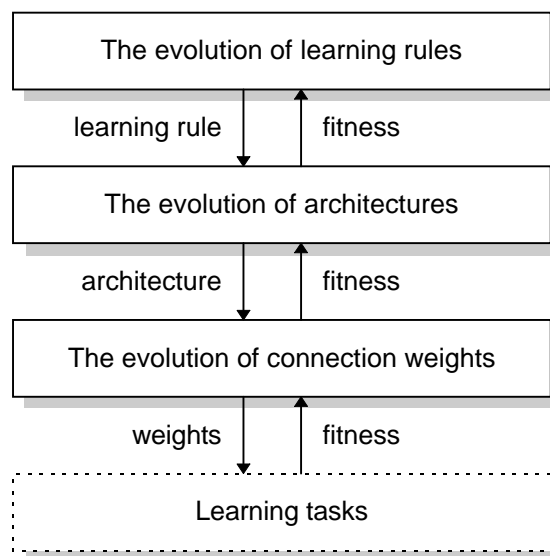 The evolution of learning rules
learning rule fitness
The evolution of architectures
architecture fitness
The evolution of connection weights
weights fitness
Learning tasks